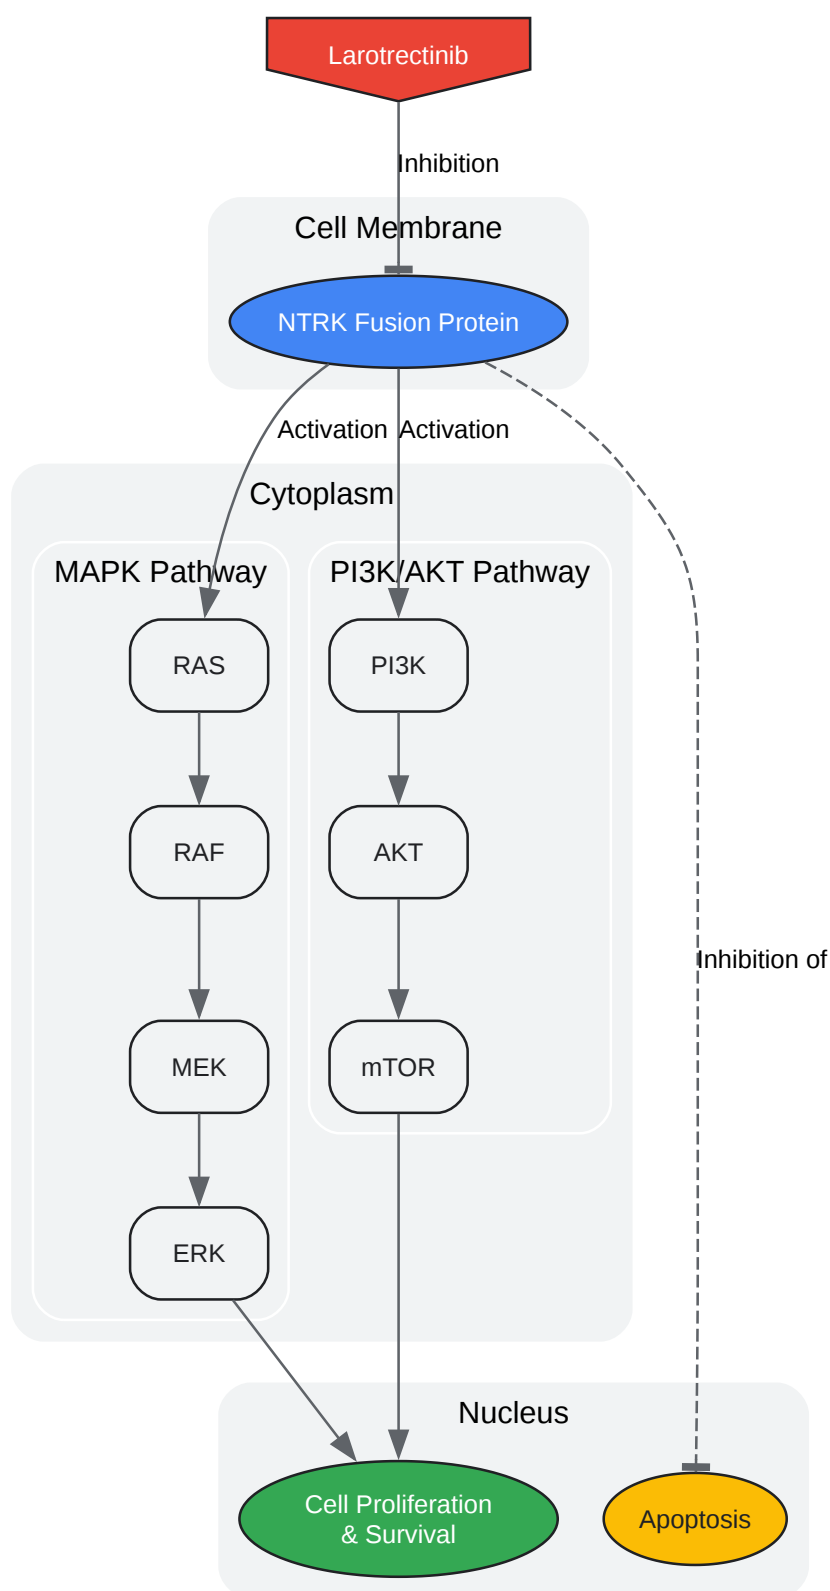 Larotrectinib
Inhibition
Cell Membrane
NTRK Fusion Protein
Activation
Activation
Cytoplasm
MAPK Pathway
PI3K/AKT Pathway
RAS
PI3K
RAF
AKT
Inhibition of
MEK
mTOR
ERK
Nucleus
Cell Proliferation
& Survival
Apoptosis